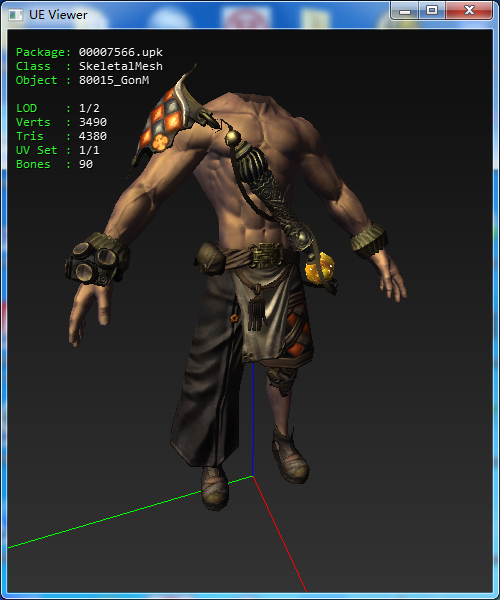 UE Viewer
Package: 00007566.upk
Class : SkeletalMesh
Object : 80015_GonM
LOD : 1/2
Verts : 3490
Tris : 4380
UV Set : 1/1
Bones : 90